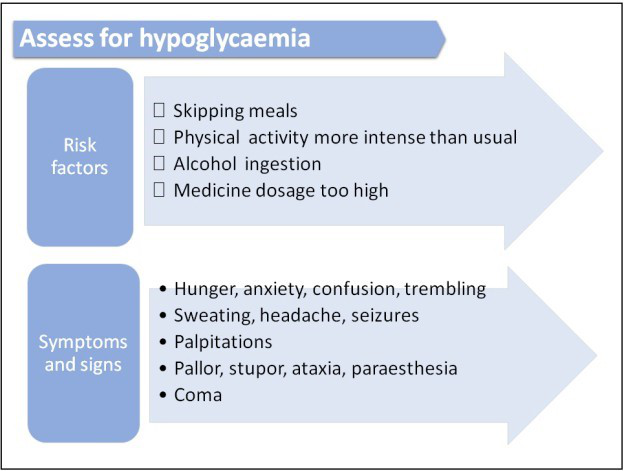 Assess for hypoglycaemia
Risk
factors
☐ Skipping meals
☐ Physical activity more intense than usual
☐ Alcohol ingestion
☐ Medicine dosage too high
Symptoms
and signs
• Hunger, anxiety, confusion, trembling
• Sweating, headache, seizures
• Palpitations
• Pallor, stupor, ataxia, paraesthesia
• Coma